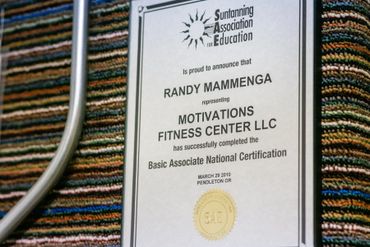 Suntanning
Association
FOR Education
Is proud to announce that
RANDY MAMMENGA
representing
MOTIVATIONS
FITNESS CENTER LLC
has successfully completed the
Basic Associate National Certification
MARCH 29 2010
PENDLETON OR
SAE